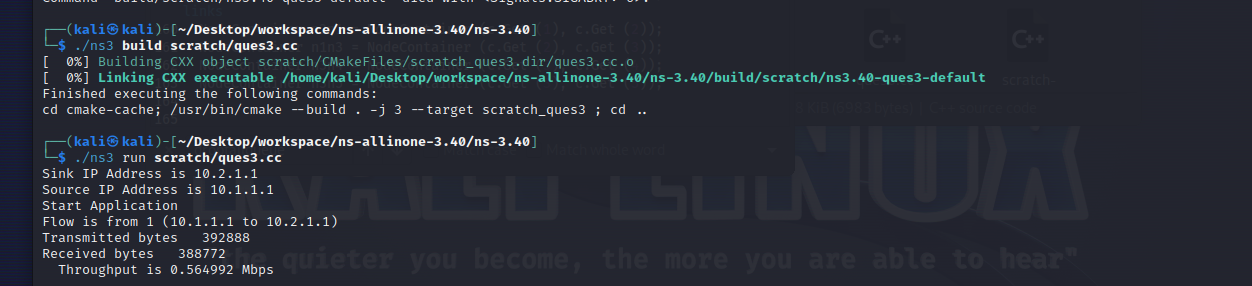 Command 'build/scratch/ns3.40-ques3-default' died with <Signals.SIGABRT: 6>.
┌──(kali㉿kali)-[~/Desktop/workspace/ns-allinone-3.40/ns-3.40]
└─$ ./ns3 build scratch/ques3.cc
[  0%] Building CXX object scratch/CMakeFiles/scratch_ques3.dir/ques3.cc.o
[  0%] Linking CXX executable /home/kali/Desktop/workspace/ns-allinone-3.40/ns-3.40/build/scratch/ns3.40-ques3-default
Finished executing the following commands:
cd cmake-cache; /usr/bin/cmake --build . -j 3 --target scratch_ques3 ; cd ..
┌──(kali㉿kali)-[~/Desktop/workspace/ns-allinone-3.40/ns-3.40]
└─$ ./ns3 run scratch/ques3.cc
Sink IP Address is 10.2.1.1
Source IP Address is 10.1.1.1
Start Application
Flow is from 1 (10.1.1.1 to 10.2.1.1)
Transmitted bytes   392888
Received bytes   388772
  Throughput is 0.564992 Mbps
KALI LINUX
the quieter you become, the more you are able to hear"
C++
C++
scratch-